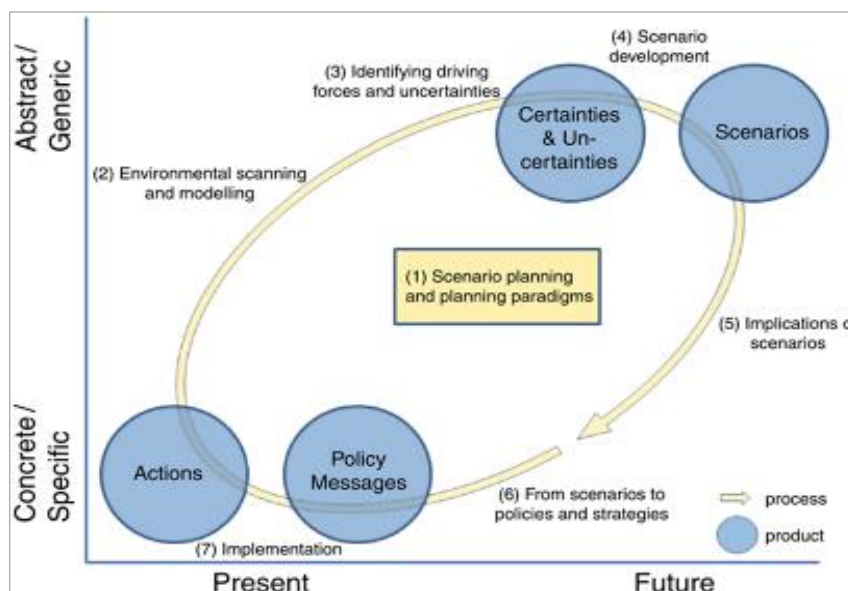 Abstract/
Generic
Concrete/
Specific
(4) Scenario
development
(3) Identifying driving
forces and uncertainties
Certainties
& Un-
certainties
Scenarios
(2) Environmental scanning
and modelling
(1) Scenario planning
and planning paradigms
(5) Implications o
scenarios
Actions
Policy
Messages
(6) From scenarios to
policies and strategies
process
product
(7) Implementation
Present
Future